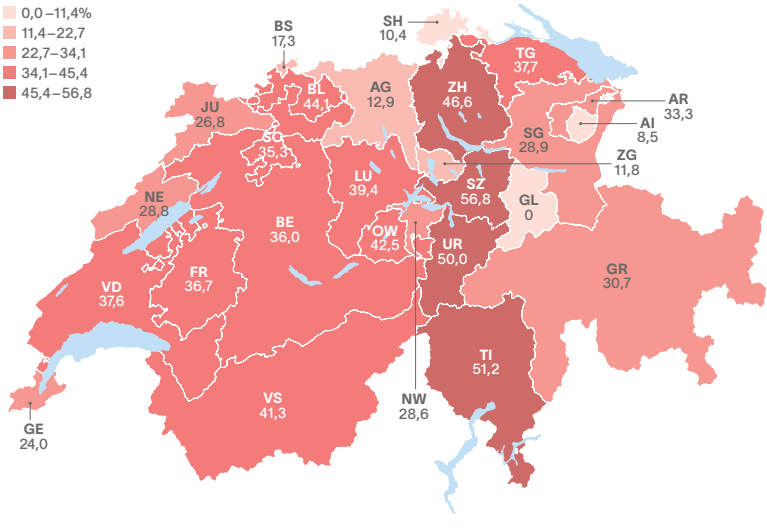 0,0–11,4%
11,4–22,7
22,7–34,1
34,1–45,4
45,4–56,8
SH
10,4
BS
17,3
TG
37,7
BL
44,1
AG
12,9
ZH
46,6
AR
33,3
JU
26,8
AI
8,5
SO
35,3
SG
28,9
ZG
11,8
LU
39,4
SZ
56,8
NE
28,8
GL
0
BE
36,0
OW
42,5
UR
50,0
FR
36,7
GR
30,7
VD
37,6
TI
51,2
VS
41,3
NW
28,6
GE
24,0